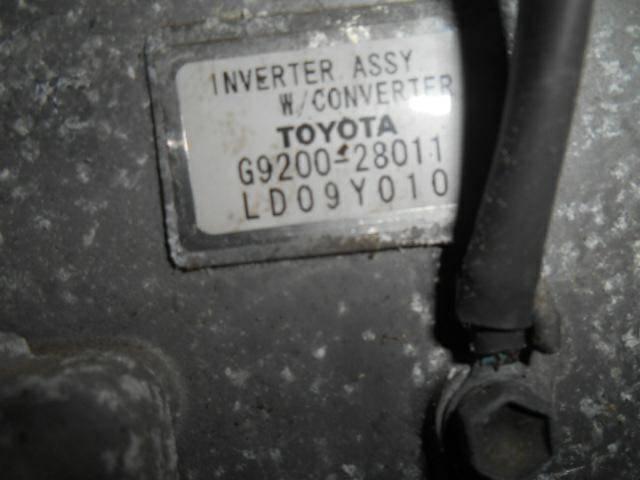 INVERTER ASSY
W/CONVERTER
TOYOTA
G9200-28011
LD09Y010